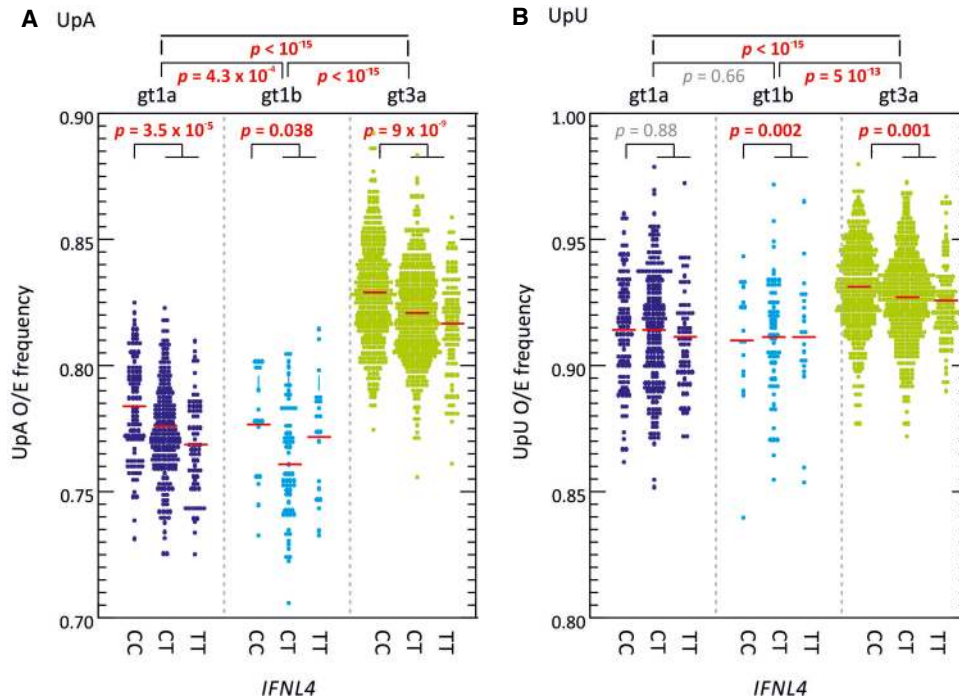 A UpA
p < 10⁻¹⁵
p = 4.3 x 10⁻⁴ p < 10⁻¹⁵
gt1a gt1b gt3a
0.90
p = 3.5 x 10⁻⁵ p = 0.038 p = 9 x 10⁻⁹
0.85
0.80
0.75
0.70
UpA O/E frequency
CC CT TT CC CT TT CC CT TT
IFNL4
B UpU
p < 10⁻¹⁵
p = 0.66 p = 5 10⁻¹³
gt1a gt1b gt3a
1.00
p = 0.88 p = 0.002 p = 0.001
0.95
0.90
0.85
0.80
UpU O/E frequency
CC CT TT CC CT TT CC CT TT
IFNL4